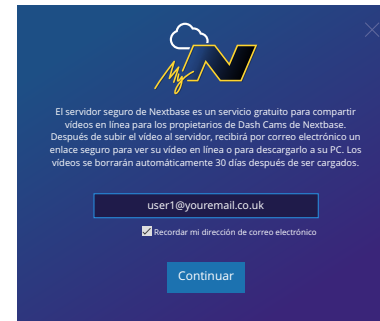 My N
El servidor seguro de Nextbase es un servicio gratuito para compartir
vídeos en línea para los propietarios de Dash Cams de Nextbase.
Después de subir el vídeo al servidor, recibirá por correo electrónico un
enlace seguro para ver su vídeo en línea o para descargarlo a su PC. Los
vídeos se borrarán automáticamente 30 días después de ser cargados.
user1@youremail.co.uk
Recordar mi dirección de correo electrónico
Continuar